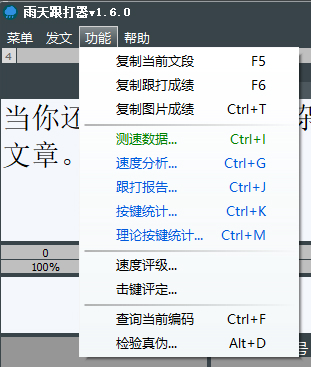 雨天跟打器v1.6.0
菜单 发文 功能 帮助
4
复制当前文段 F5
复制跟打成绩 F6
复制图片成绩 Ctrl+T
当你还
文章。
测速数据... Ctrl+I
速度分析... Ctrl+G
跟打报告... Ctrl+J
按键统计... Ctrl+K
理论按键统计... Ctrl+M
0
100%
速度评级...
击键评定...
查询当前编码 Ctrl+F
检验真伪... Alt+D
号